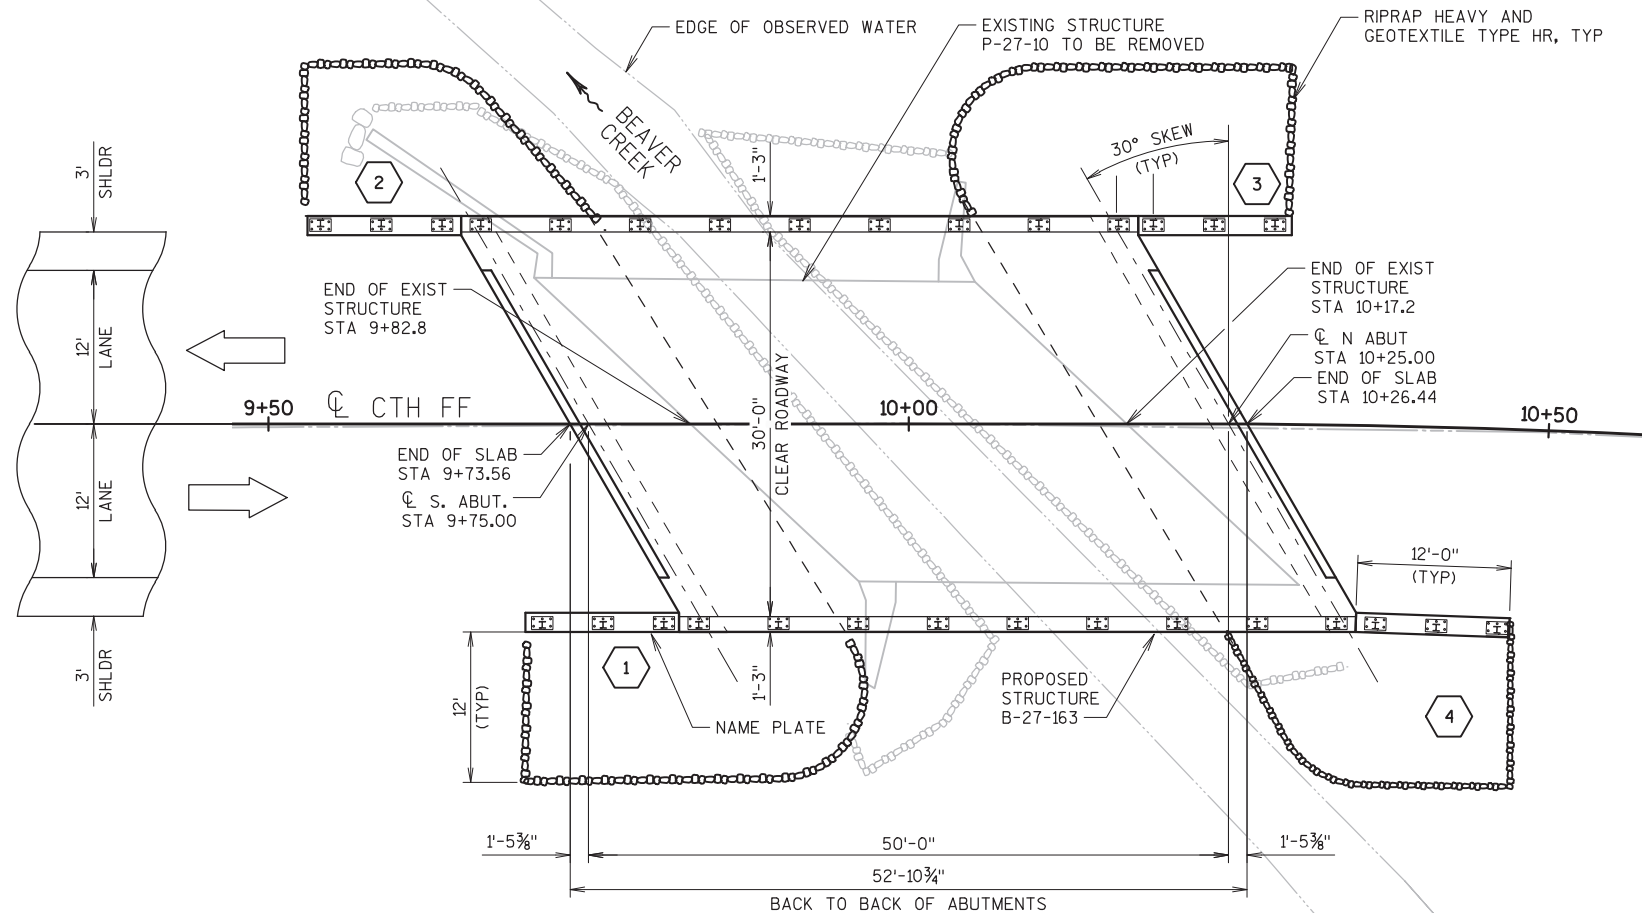 EDGE OF OBSERVED WATER
EXISTING STRUCTURE
P-27-10 TO BE REMOVED
RIPRAP HEAVY AND
GEOTEXTILE TYPE HR, TYP
BEAVER
CREEK
30° SKEW
(TYP)
3'
SHLDR
2
1'-3"
3
END OF EXIST
STRUCTURE
STA 9+82.8
END OF EXIST
STRUCTURE
STA 10+17.2
12'
LANE
℄ N ABUT
STA 10+25.00
END OF SLAB
STA 10+26.44
30'-0"
CLEAR ROADWAY
9+50
℄ CTH FF
10+00
10+50
END OF SLAB
STA 9+73.56
℄ S. ABUT.
STA 9+75.00
12'
LANE
12'-0"
(TYP)
3'
SHLDR
12'
(TYP)
1
1'-3"
PROPOSED
STRUCTURE
B-27-163
NAME PLATE
4
1'-5⅜"
50'-0"
1'-5⅜"
52'-10¾"
BACK TO BACK OF ABUTMENTS